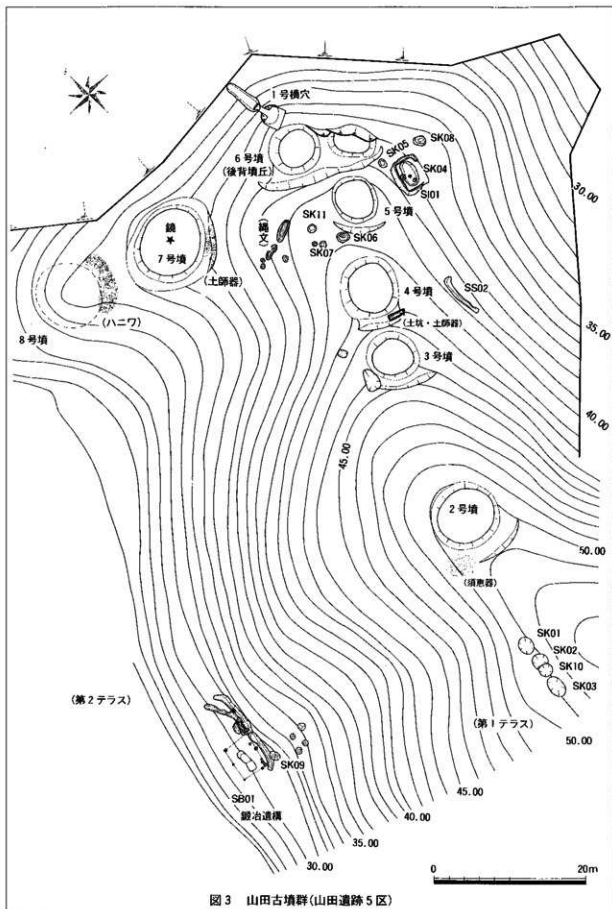 1号横穴
6号墳
(後背墳丘)
SK05
SK08
SK04
SI01
5号墳
鏡
7号墳
(縄文)
SK11
SK07
SK06
(土師器)
4号墳
SS02
(ハニワ)
8号墳
(土坑・土師器)
3号墳
30.00
35.00
40.00
45.00
2号墳
50.00
(須恵器)
SK01
SK02
SK10
SK03
(第2テラス)
(第1テラス)
50.00
SK09
SB01
鍛冶遺構
45.00
40.00
35.00
30.00
0
20m
図3 山田古墳群(山田遺跡5区)